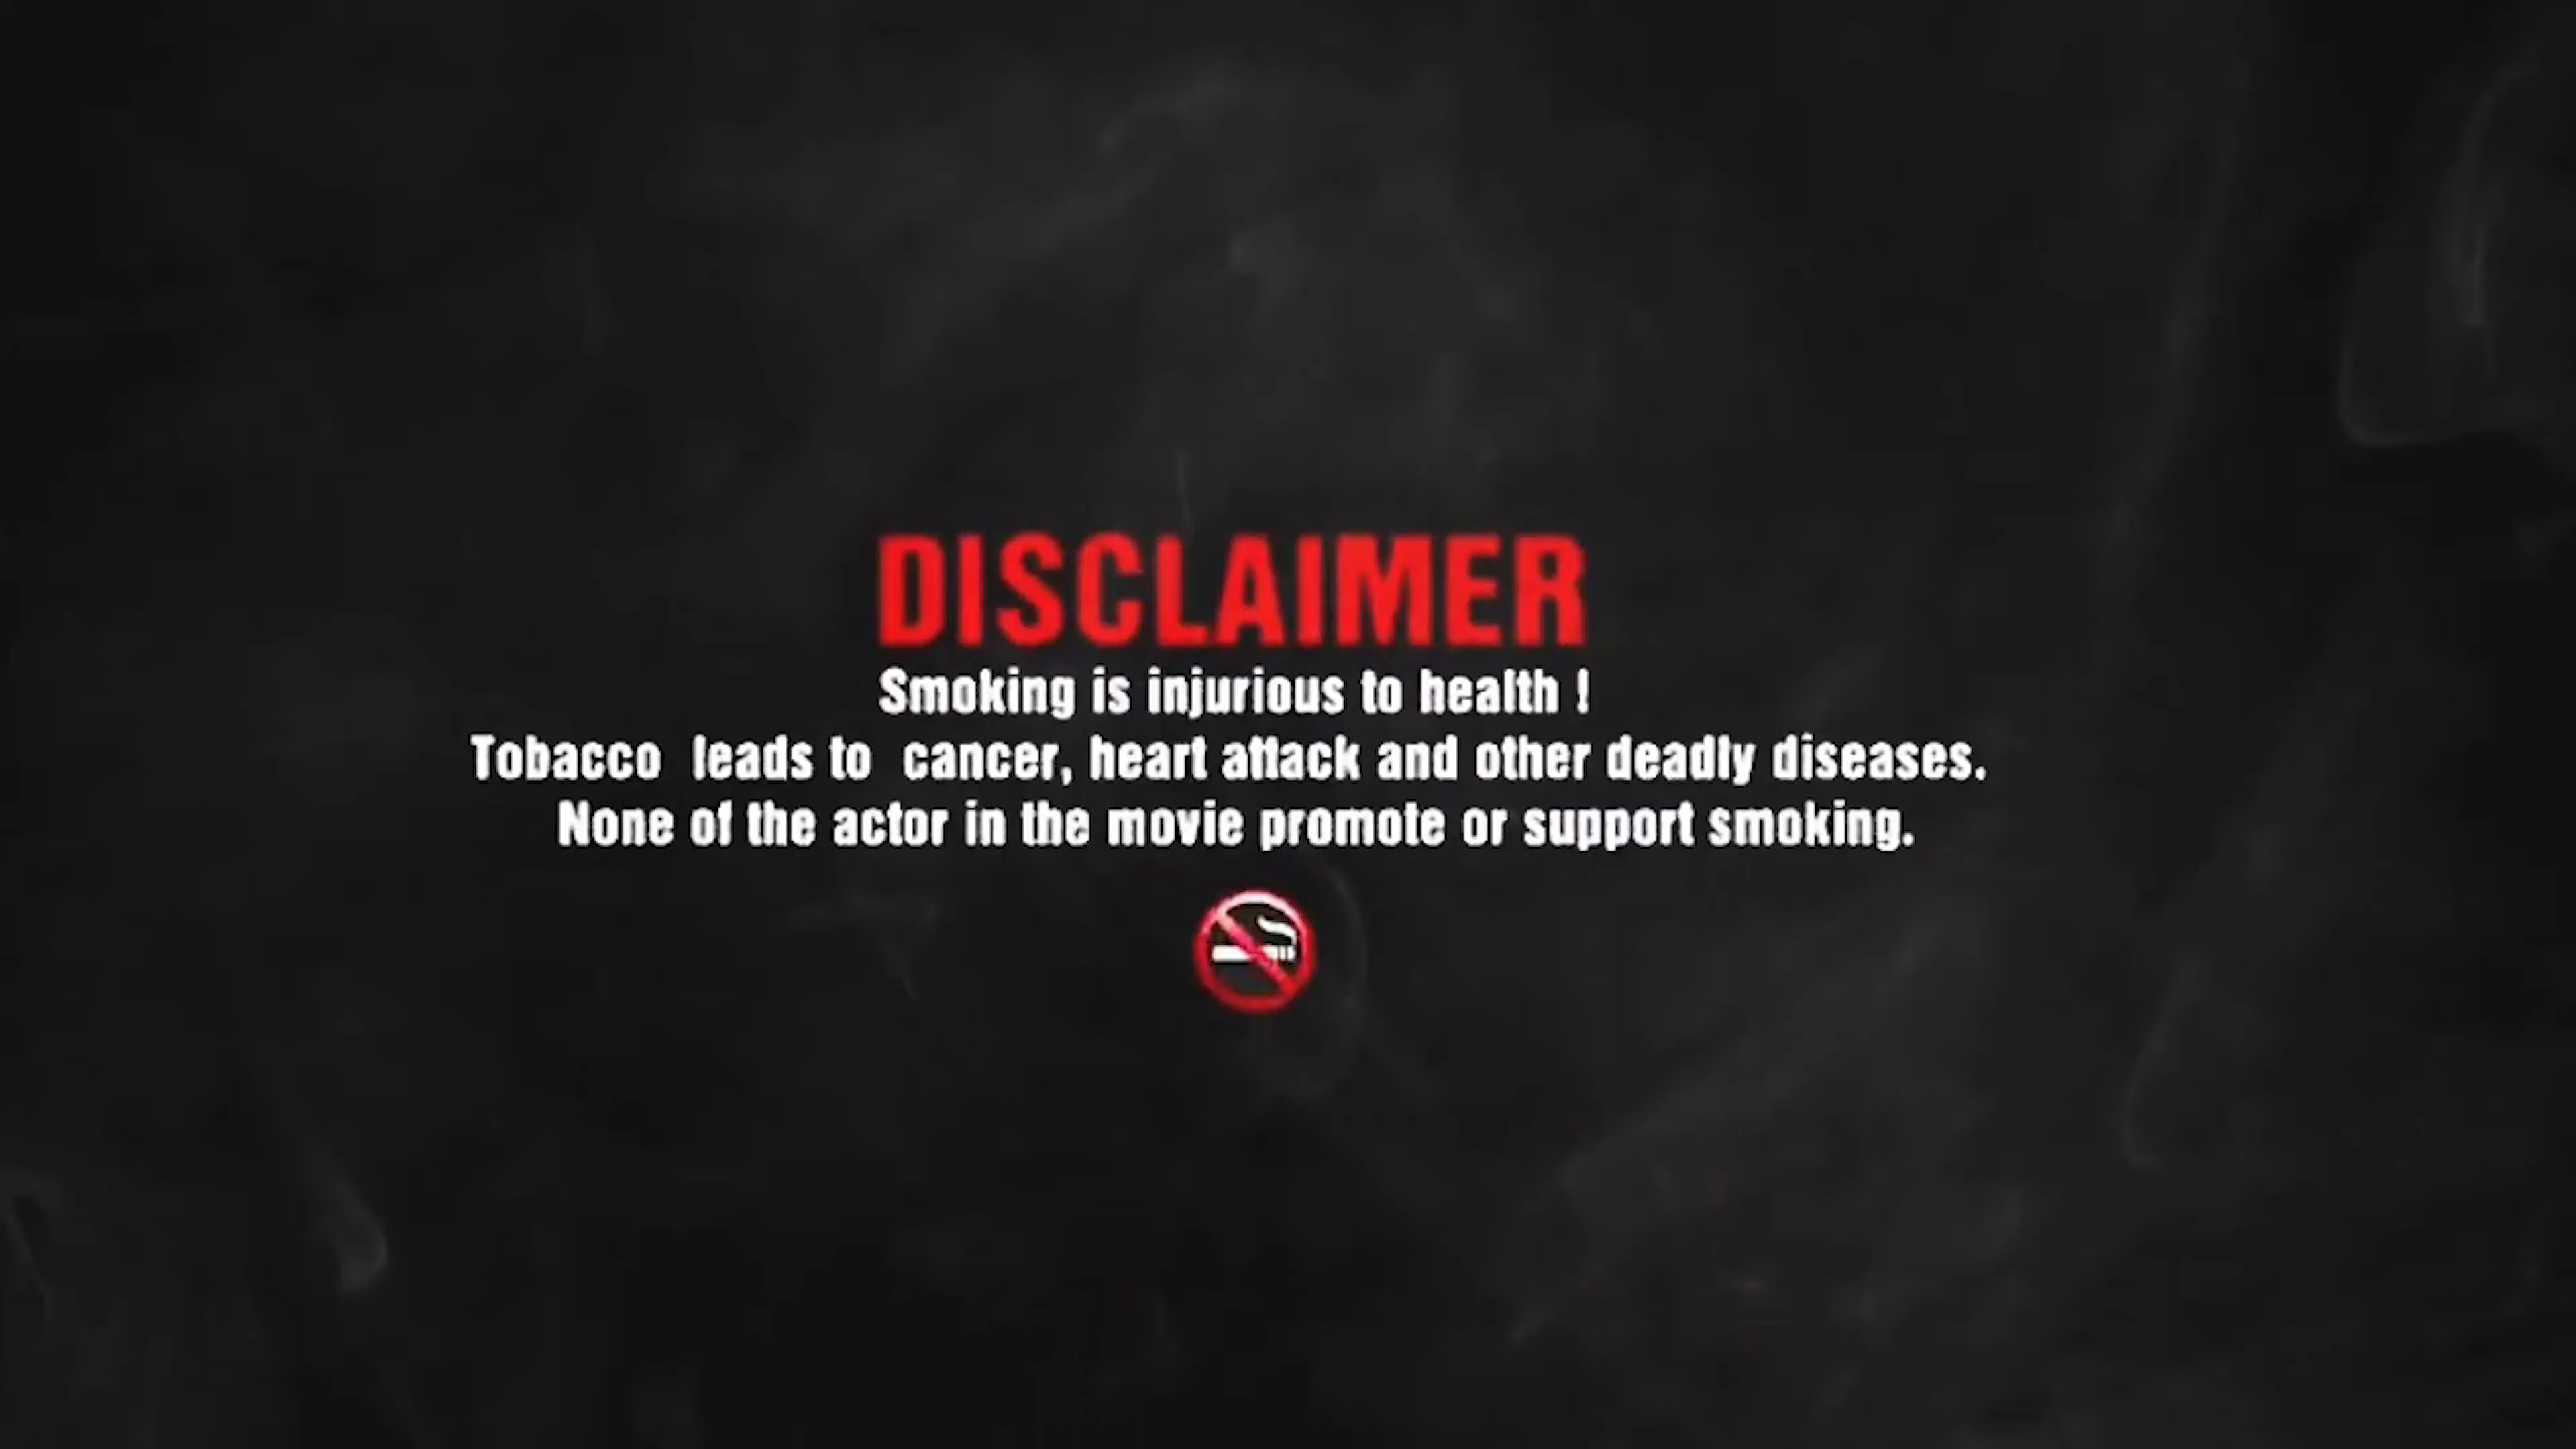 DISCLAIMER
Smoking is injurious to health !
Tobacco leads to cancer, heart attack and other deadly diseases.
None of the actor in the movie promote or support smoking.